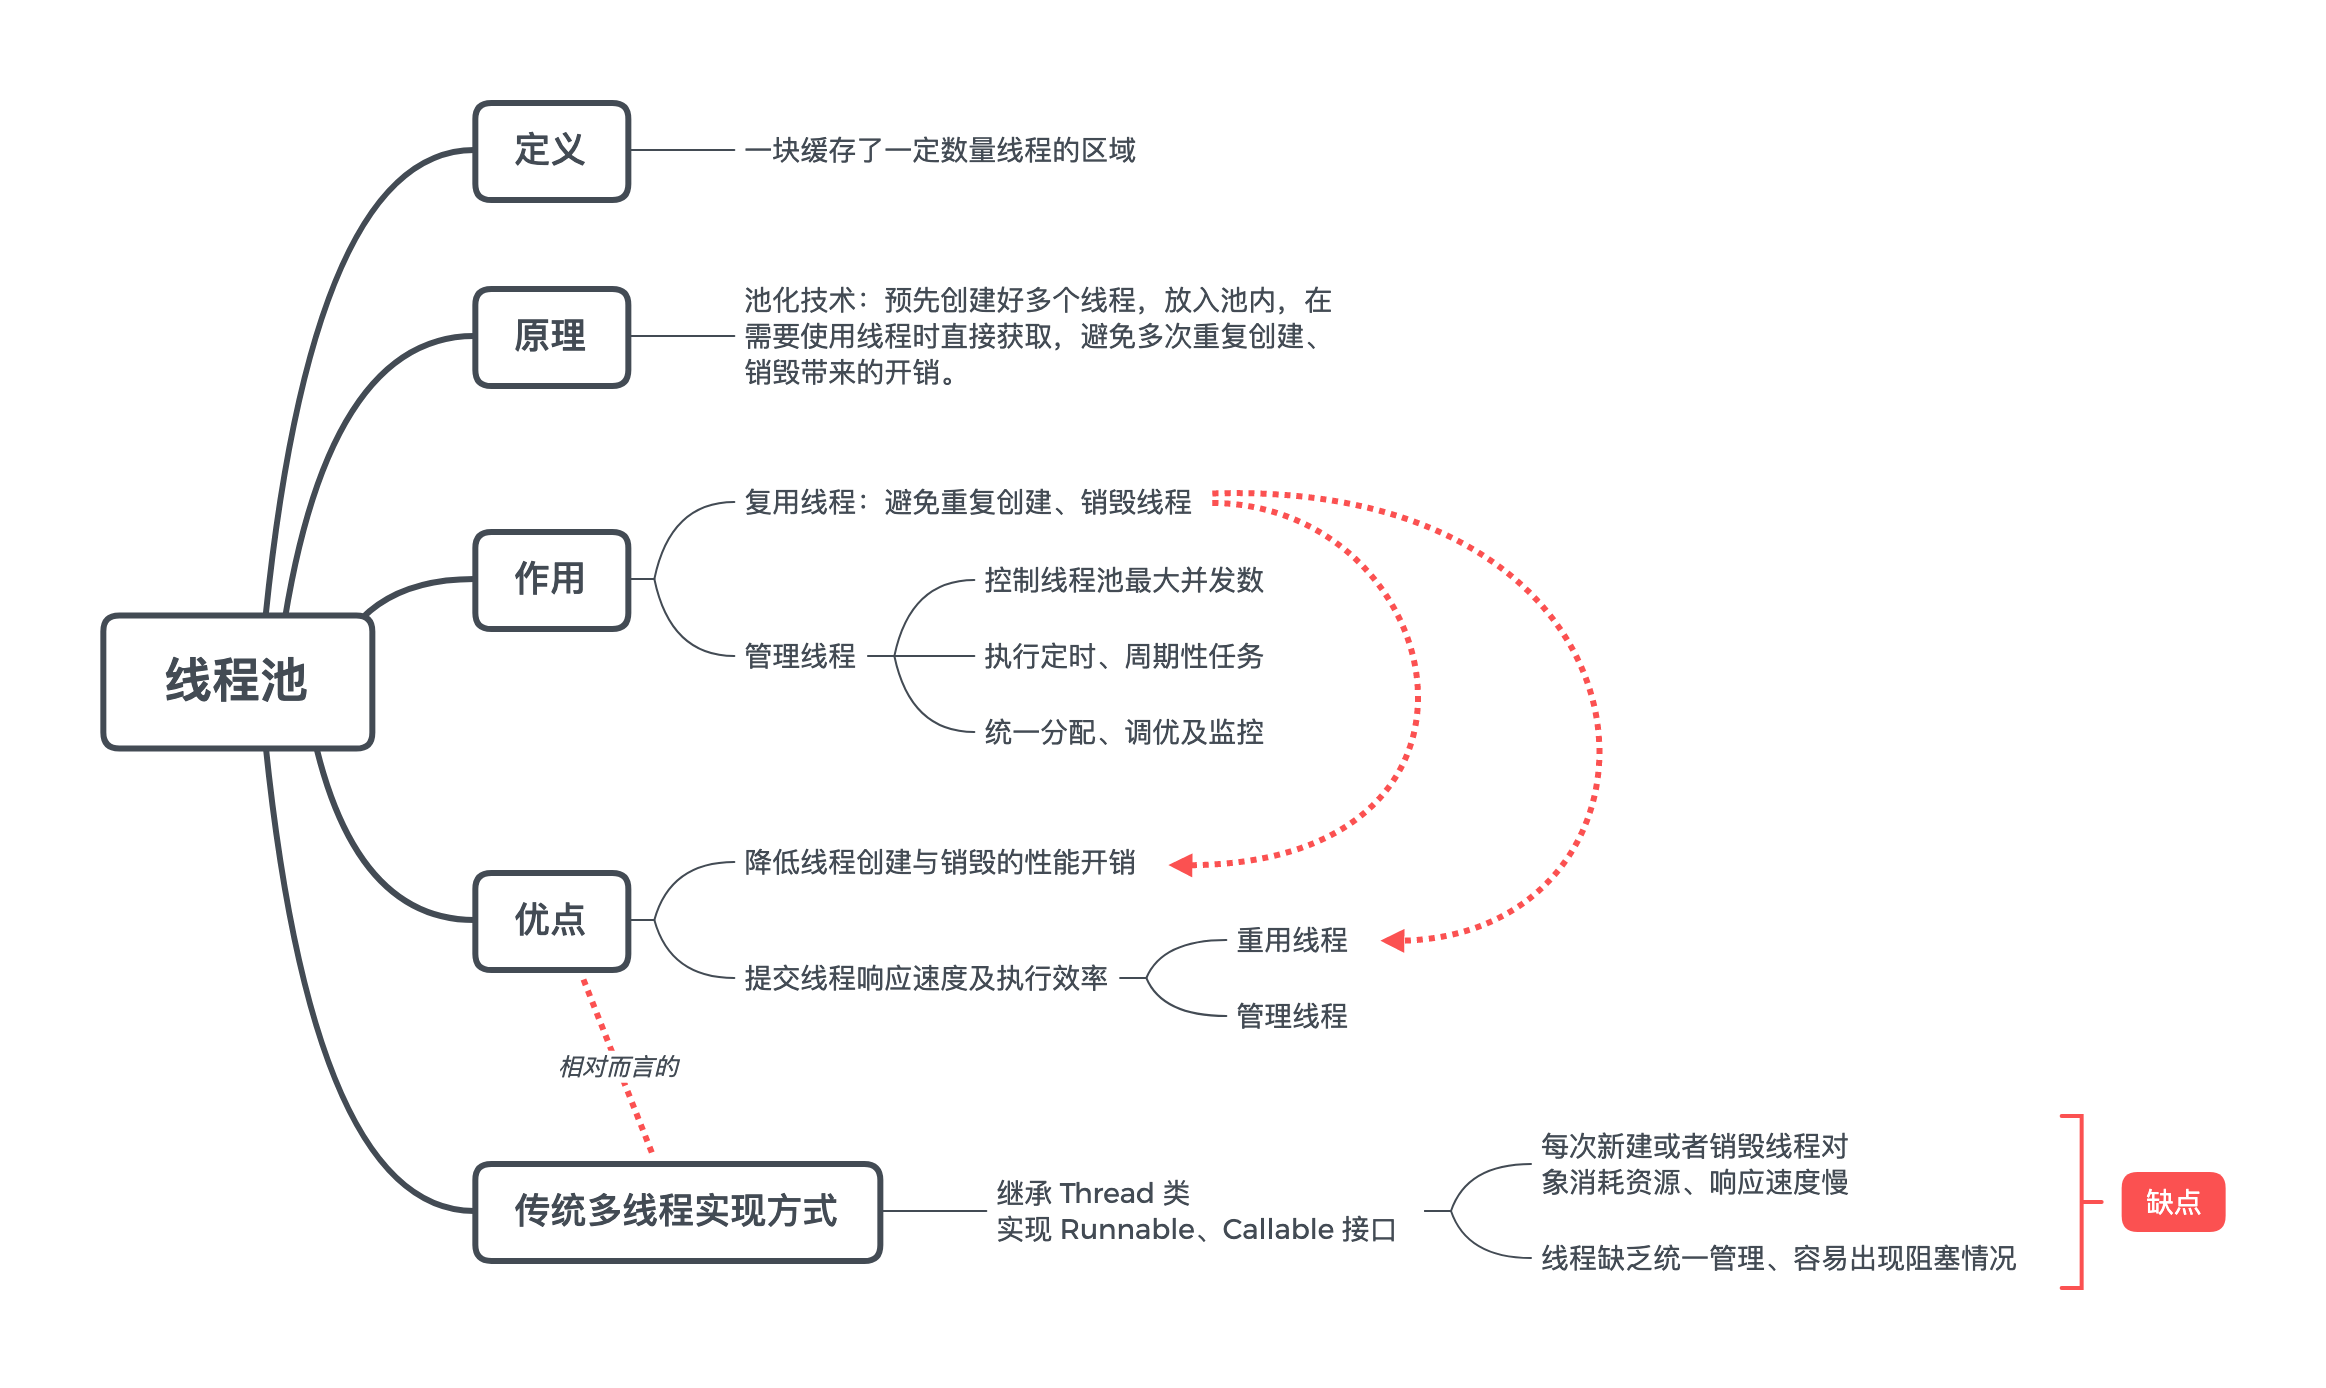 定义
一块缓存了一定数量线程的区域
原理
池化技术：预先创建好多个线程，放入池内，在
需要使用线程时直接获取，避免多次重复创建、
销毁带来的开销。
作用
复用线程：避免重复创建、销毁线程
管理线程
控制线程池最大并发数
执行定时、周期性任务
统一分配、调优及监控
线程池
优点
降低线程创建与销毁的性能开销
提交线程响应速度及执行效率
重用线程
管理线程
相对而言的
传统多线程实现方式
继承 Thread 类
实现 Runnable、Callable 接口
每次新建或者销毁线程对
象消耗资源、响应速度慢
线程缺乏统一管理、容易出现阻塞情况
缺点